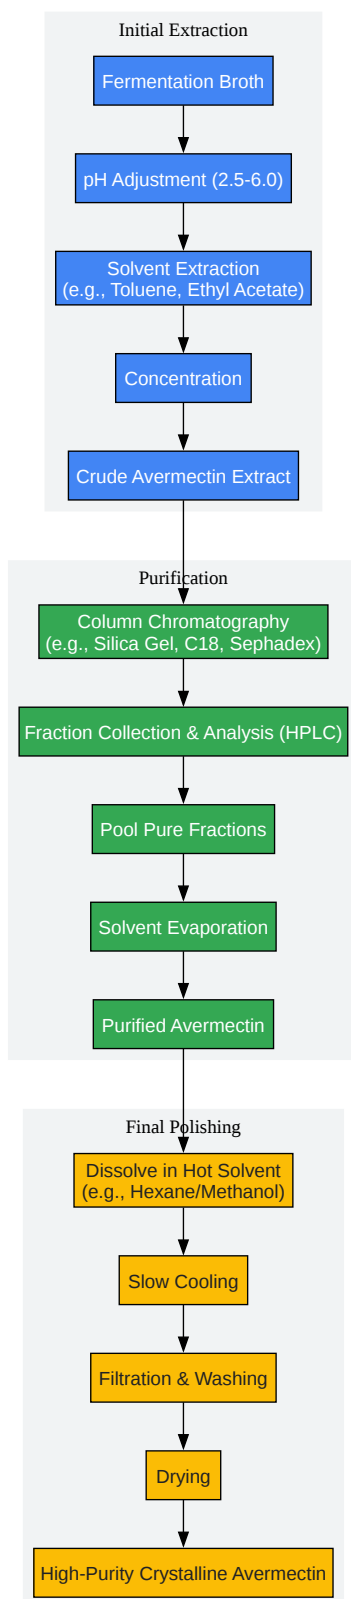 Initial Extraction
Fermentation Broth
pH Adjustment (2.5-6.0)
Solvent Extraction
(e.g., Toluene, Ethyl Acetate)
Concentration
Crude Avermectin Extract
Purification
Column Chromatography
(e.g., Silica Gel, C18, Sephadex)
Fraction Collection & Analysis (HPLC)
Pool Pure Fractions
Solvent Evaporation
Purified Avermectin
Final Polishing
Dissolve in Hot Solvent
(e.g., Hexane/Methanol)
Slow Cooling
Filtration & Washing
Drying
High-Purity Crystalline Avermectin